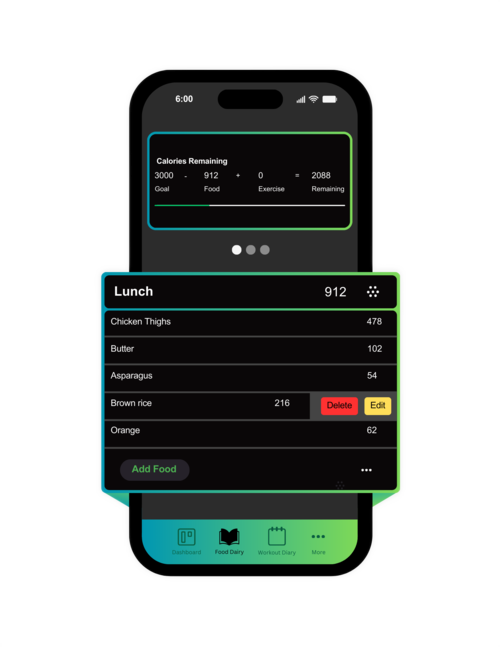 6:00
Calories Remaining
3000 - 912 + 0 = 2088
Goal Food Exercise Remaining
Lunch 912
Chicken Thighs 478
Butter 102
Asparagus 54
Brown rice 216 Delete Edit
Orange 62
Add Food
Dashboard Food Dairy Workout Diary More